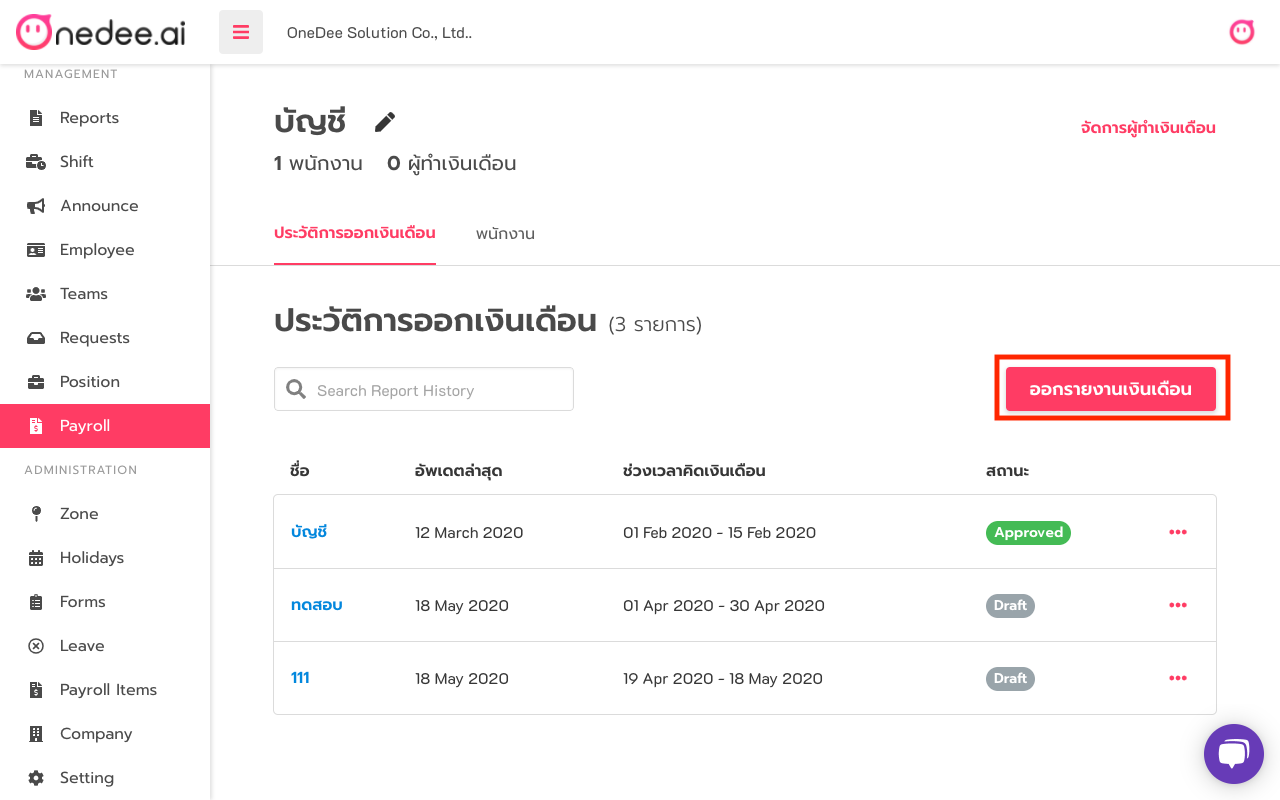 Onedee.ai
OneDee Solution Co., Ltd..
MANAGEMENT
Reports
Shift
Announce
Employee
Teams
Requests
Position
Payroll
ADMINISTRATION
Zone
Holidays
Forms
Leave
Payroll Items
Company
Setting
บัญชี
จัดการผู้ทำเงินเดือน
1 พนักงาน 0 ผู้ทำเงินเดือน
ประวัติการออกเงินเดือน พนักงาน
ประวัติการออกเงินเดือน (3 รายการ)
Search Report History
ออกรายงานเงินเดือน
ชื่อ อัพเดตล่าสุด ช่วงเวลาคิดเงินเดือน สถานะ
บัญชี 12 March 2020 01 Feb 2020 - 15 Feb 2020 Approved
ทดสอบ 18 May 2020 01 Apr 2020 - 30 Apr 2020 Draft
111 18 May 2020 19 Apr 2020 - 18 May 2020 Draft